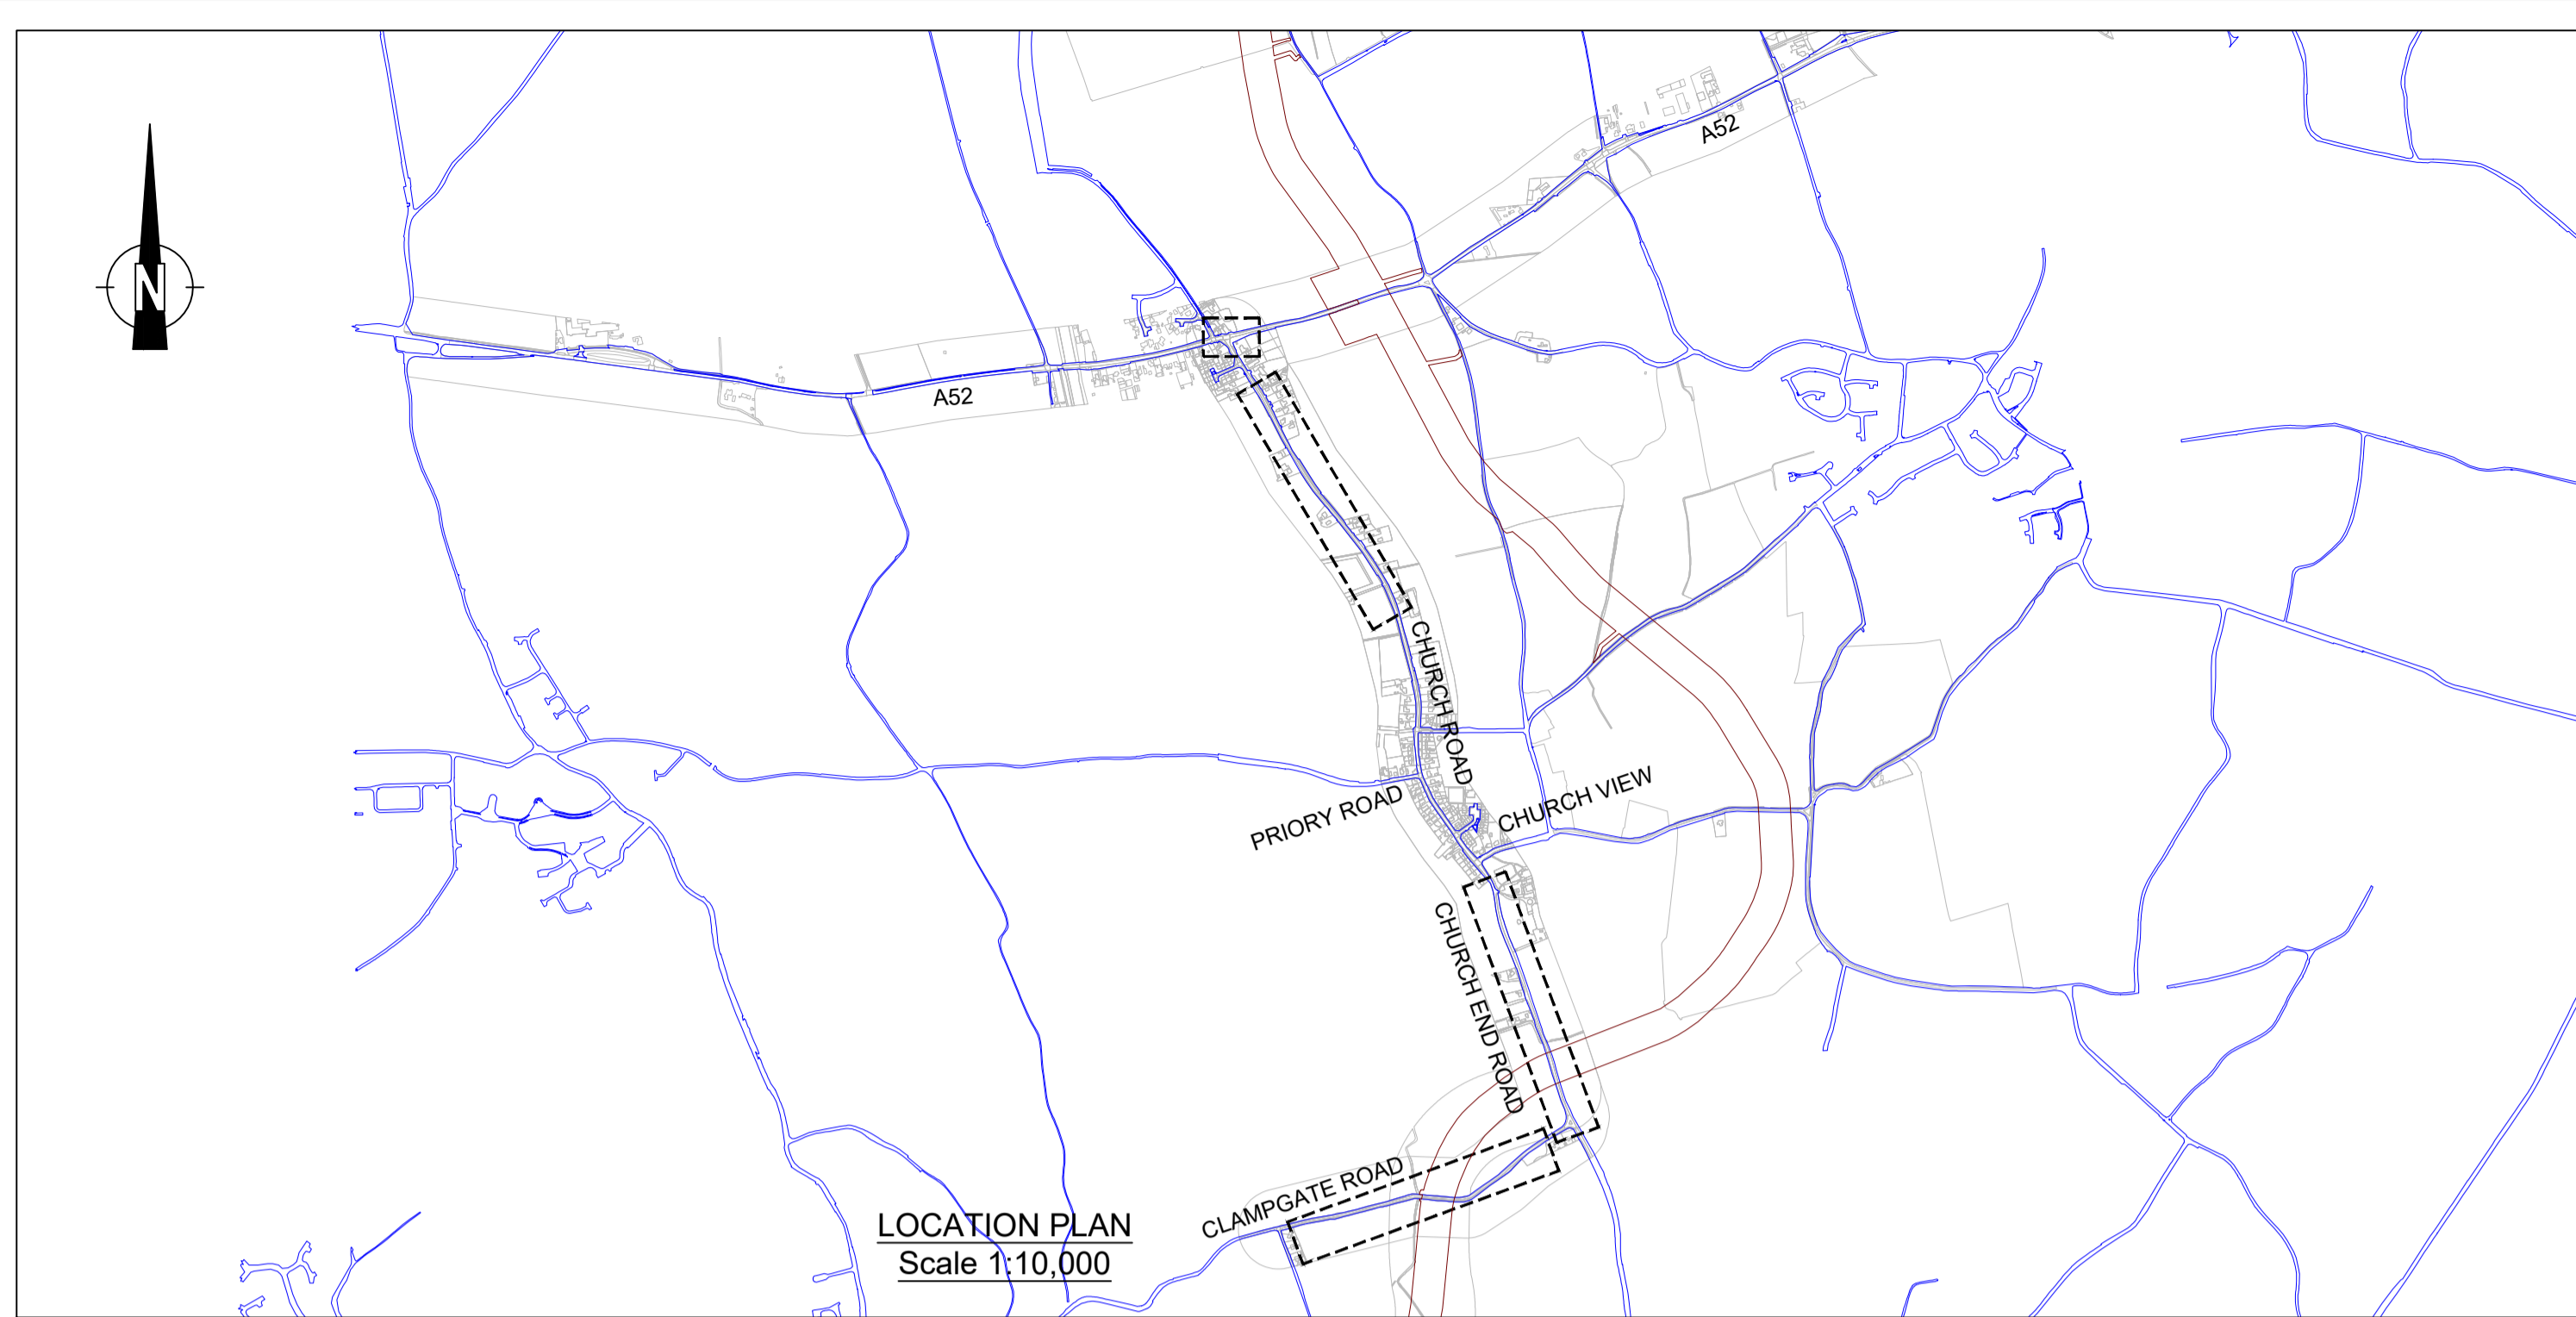 A52
N
A52
CHURCH ROAD
PRIORY ROAD
CHURCH VIEW
CHURCH END ROAD
CLAMPGATE ROAD
LOCATION PLAN
Scale 1:10,000